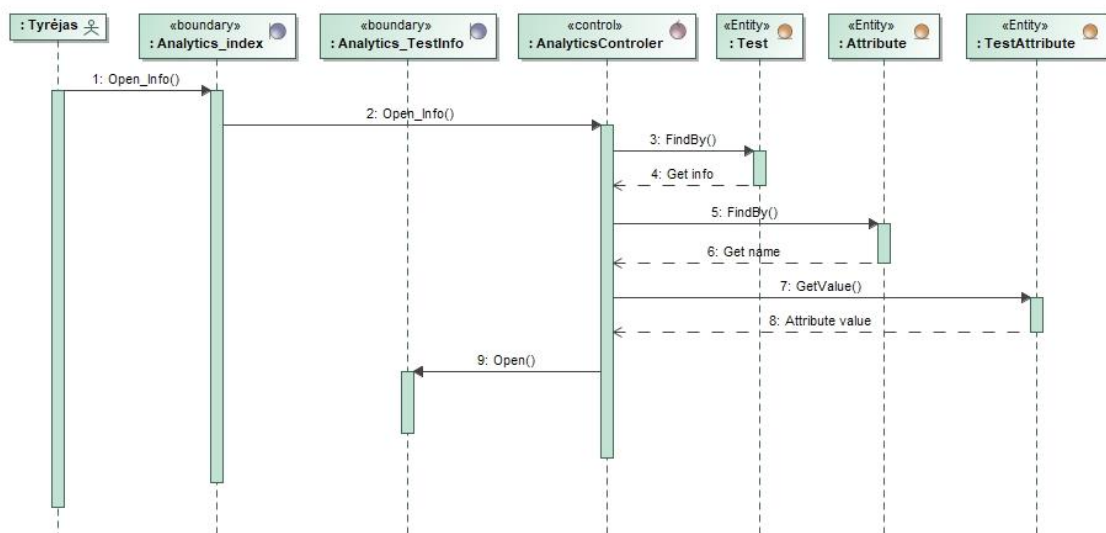 : Tyrėjas
«boundary»
: Analytics_index
«boundary»
: Analytics_TestInfo
«control»
: AnalyticsControler
«Entity»
: Test
«Entity»
: Attribute
«Entity»
: TestAttribute
1: Open_Info()
2: Open_Info()
3: FindBy()
4: Get info
5: FindBy()
6: Get name
7: GetValue()
8: Attribute value
9: Open()